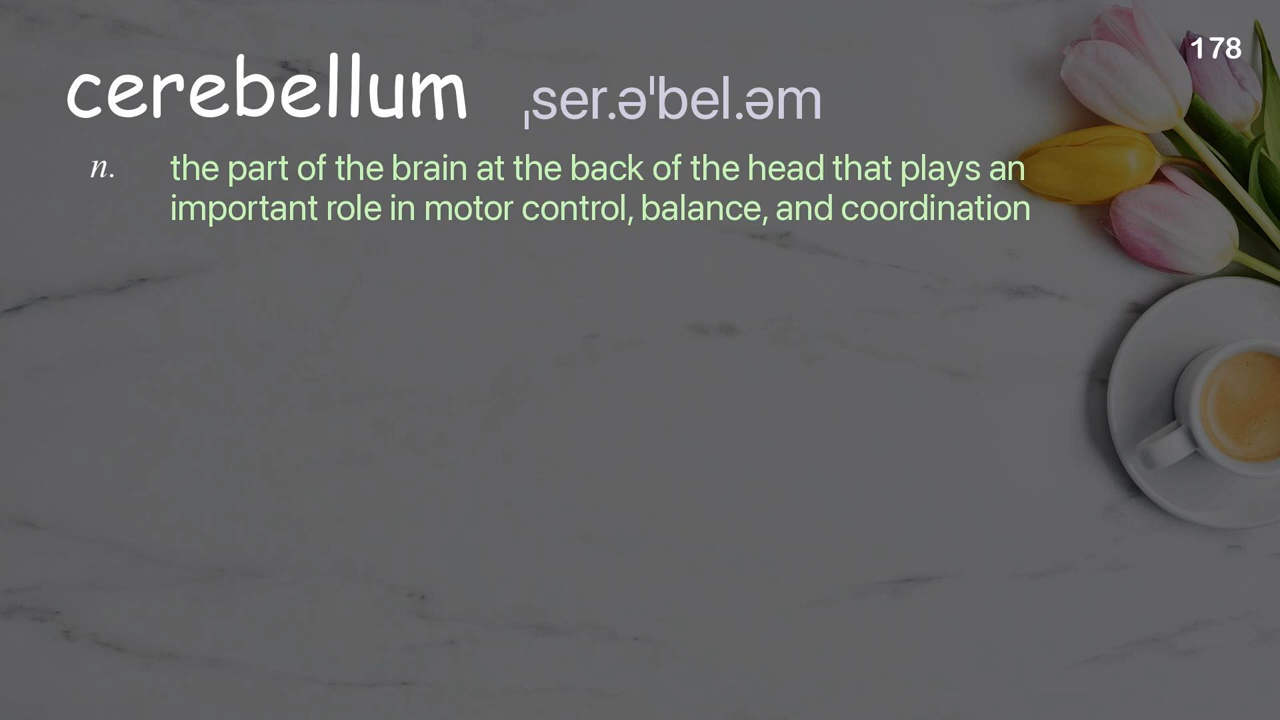 178
cerebellum ˌser.əˈbel.əm
n. the part of the brain at the back of the head that plays an
important role in motor control, balance, and coordination